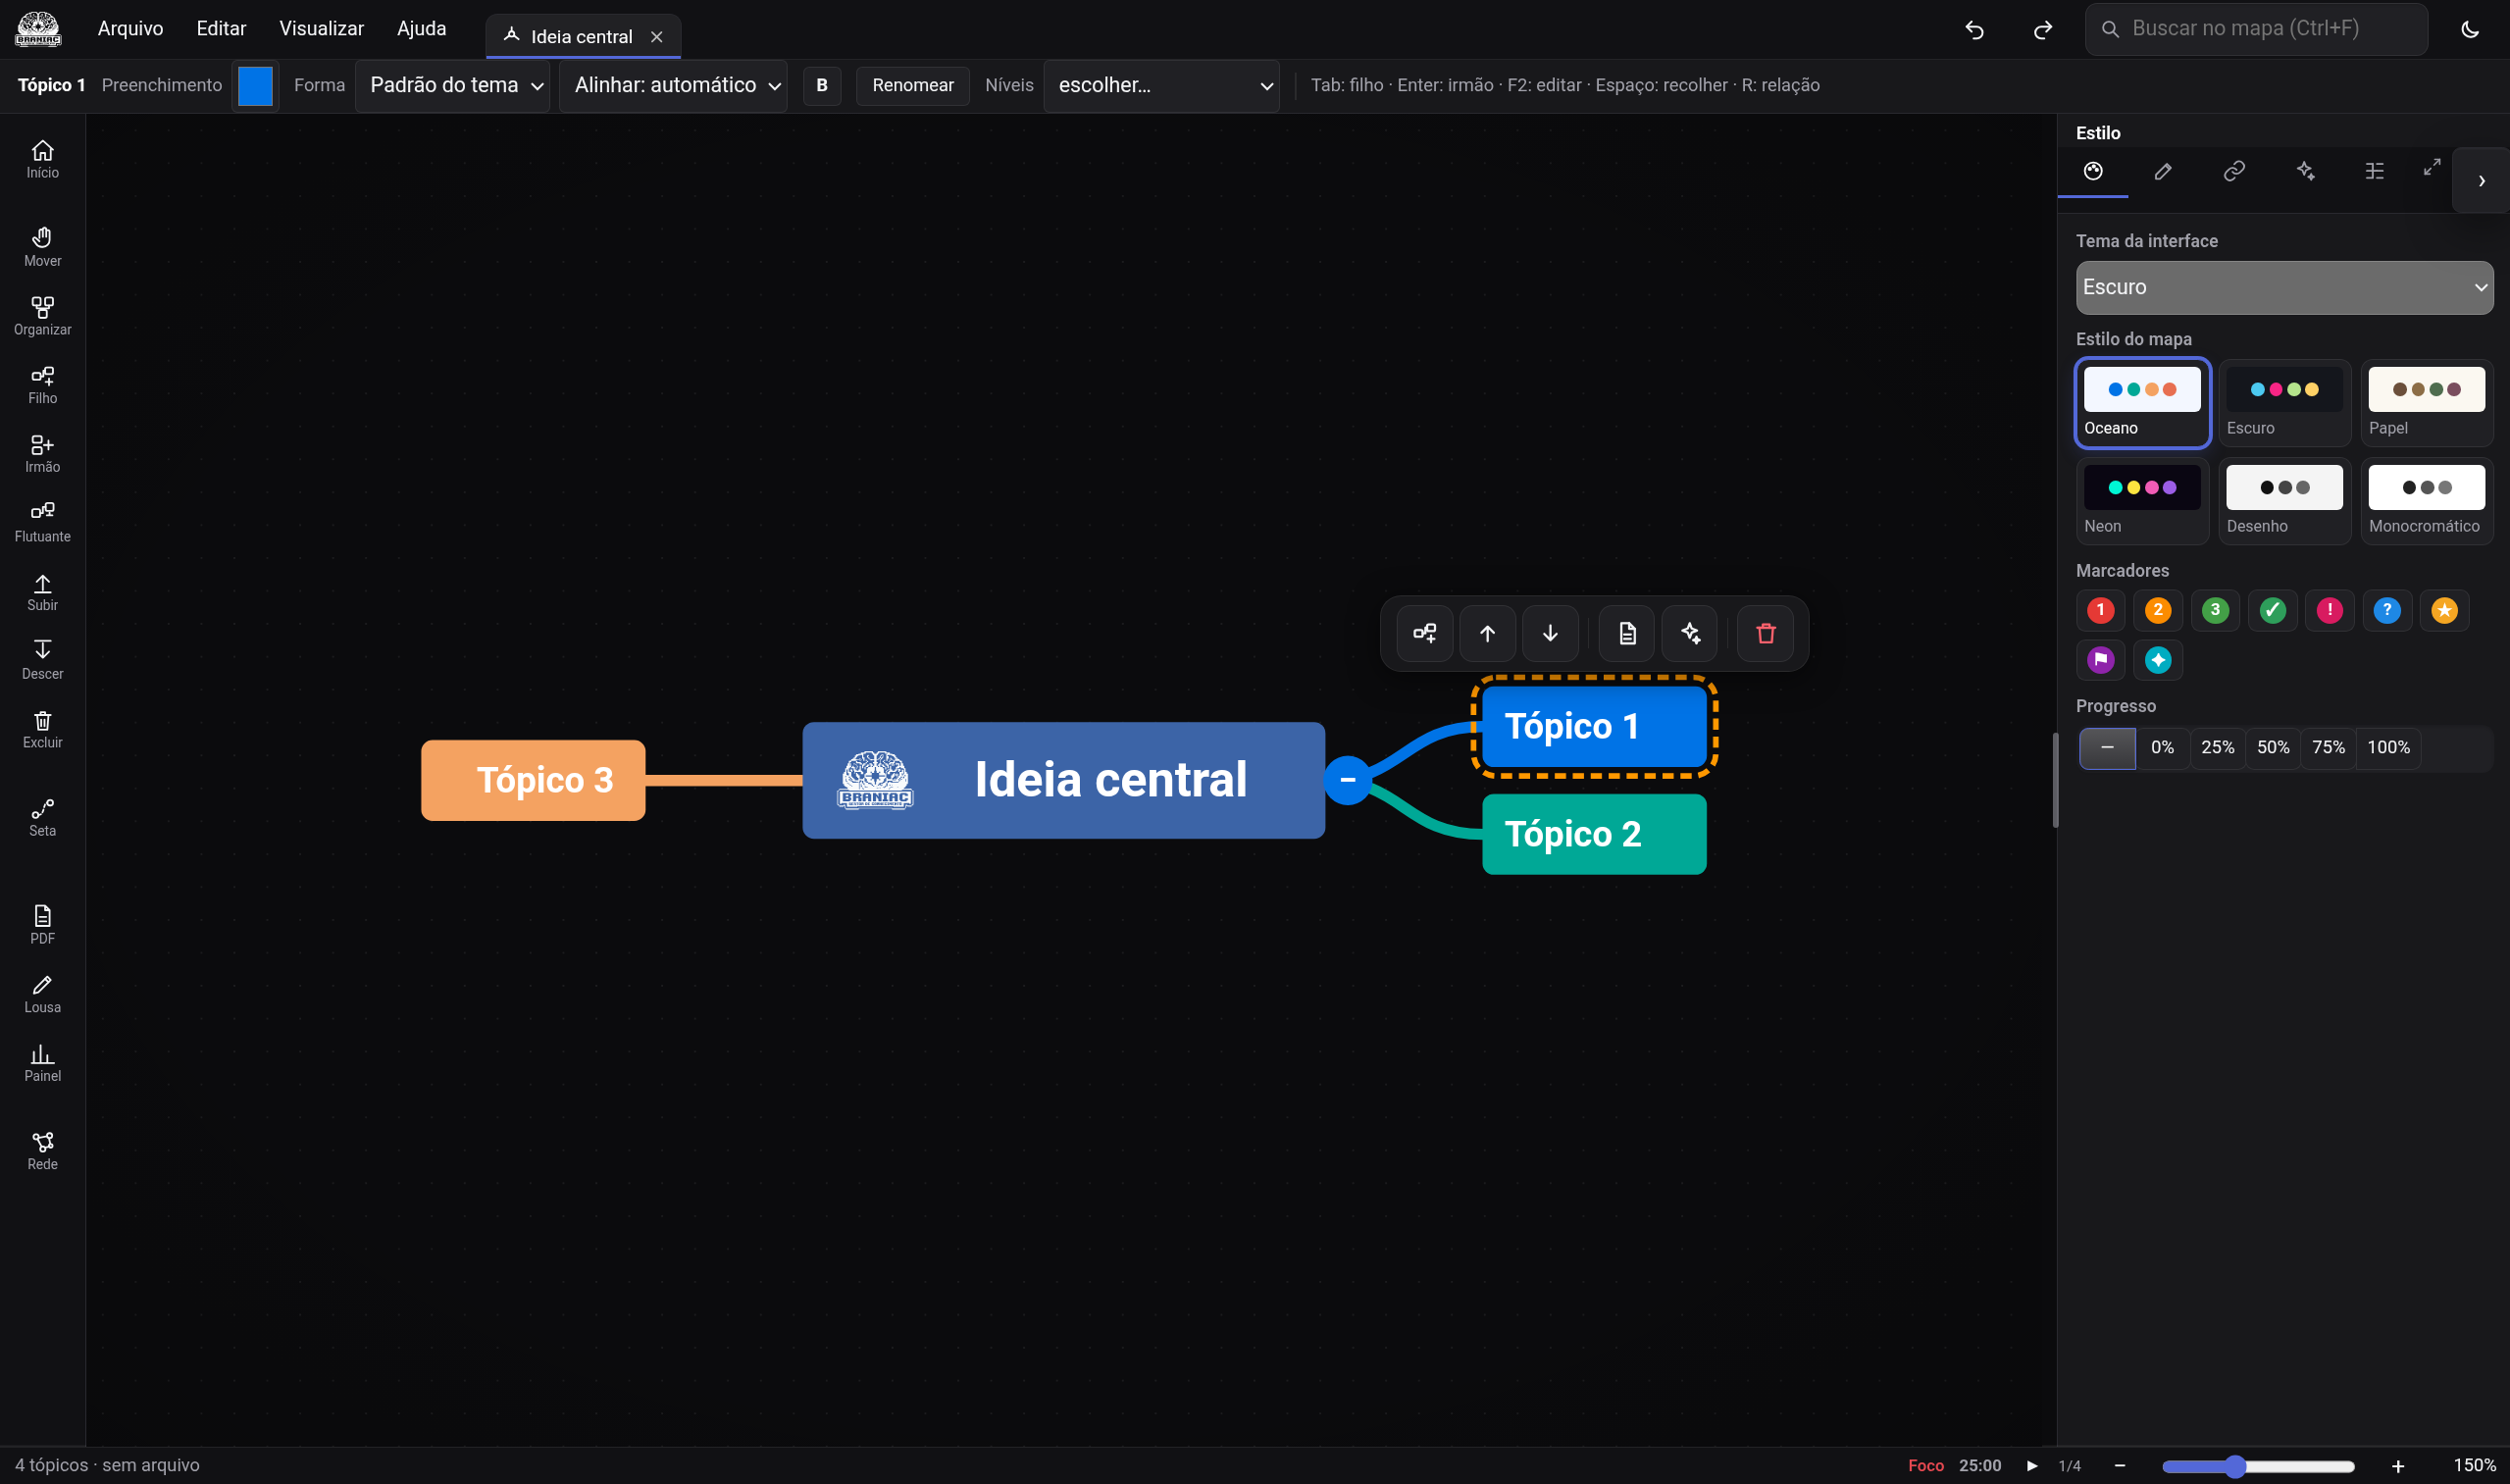 Arquivo Editar Visualizar Ajuda Ideia central Buscar no mapa (Ctrl+F)
Tópico 1 Preenchimento Forma Padrão do tema Alinhar: automático B Renomear Níveis escolher... Tab: filho · Enter: irmão · F2: editar · Espaço: recolher · R: relação
Início
Mover
Organizar
Filho
Irmão
Flutuante
Subir
Descer
Excluir
Seta
PDF
Lousa
Painel
Rede
Tópico 3
BRANIAC
Ideia central
Tópico 1
Tópico 2
Estilo
Tema da interface
Escuro
Estilo do mapa
Oceano Escuro Papel
Neon Desenho Monocromático
Marcadores
1 2 3 ✓ ! ? ★
Progresso
– 0% 25% 50% 75% 100%
4 tópicos · sem arquivo
Foco 25:00 ▶ 1/4 − + 150%